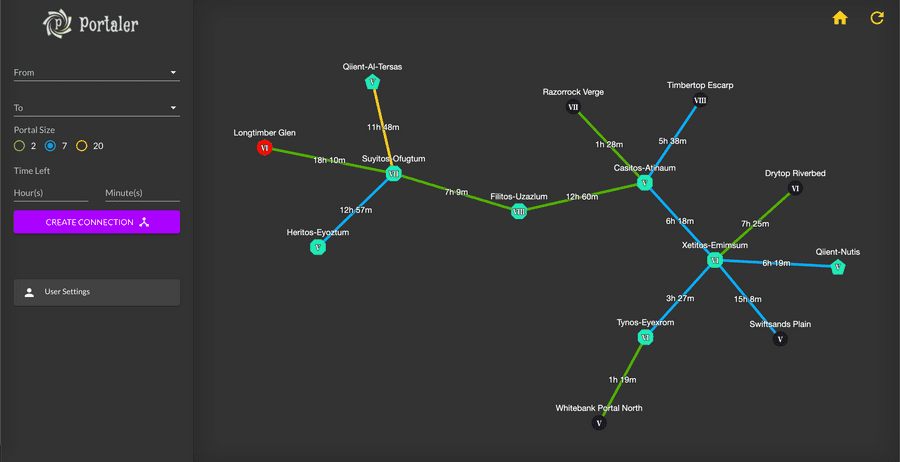 Portaler
From
To
Portal Size
2 7 20
Time Left
Hour(s) Minute(s)
CREATE CONNECTION
User Settings
Qiient-Al-Tersas
V
11h 48m
Longtimber Glen
VI
18h 10m
Suyitos-Ofugtum
VII
12h 57m
Heritos-Eyoztum
V
7h 9m
Filitos-Uzazlum
VIII
12h 60m
Razorrock Verge
VII
1h 28m
Timbertop Escarp
VIII
5h 38m
Casitos-Atinaum
V
6h 18m
Drytop Riverbed
VI
7h 25m
Xetitos-Emimsum
VI
6h 19m
Qiient-Nutis
V
15h 8m
Swiftsands Plain
V
3h 27m
Tynos-Eyexrom
VI
1h 19m
Whitebank Portal North
V